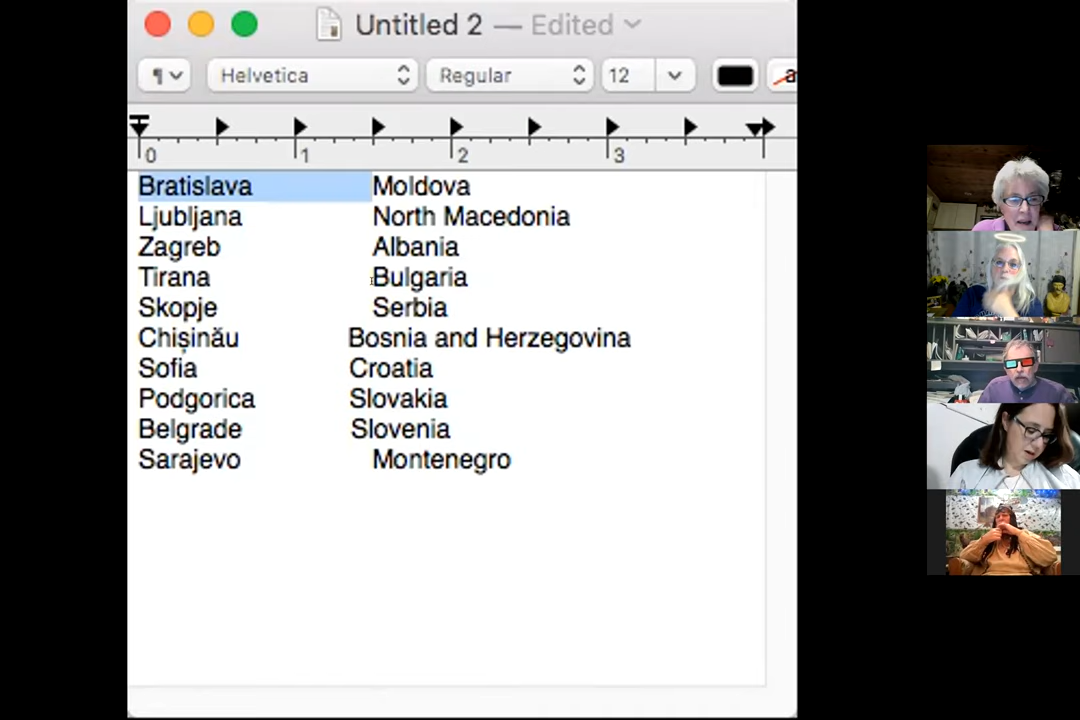 Untitled 2 — Edited
Helvetica Regular 12 a
0 1 2 3
Bratislava Moldova
Ljubljana North Macedonia
Zagreb Albania
Tirana Bulgaria
Skopje Serbia
Chișinău Bosnia and Herzegovina
Sofia Croatia
Podgorica Slovakia
Belgrade Slovenia
Sarajevo Montenegro